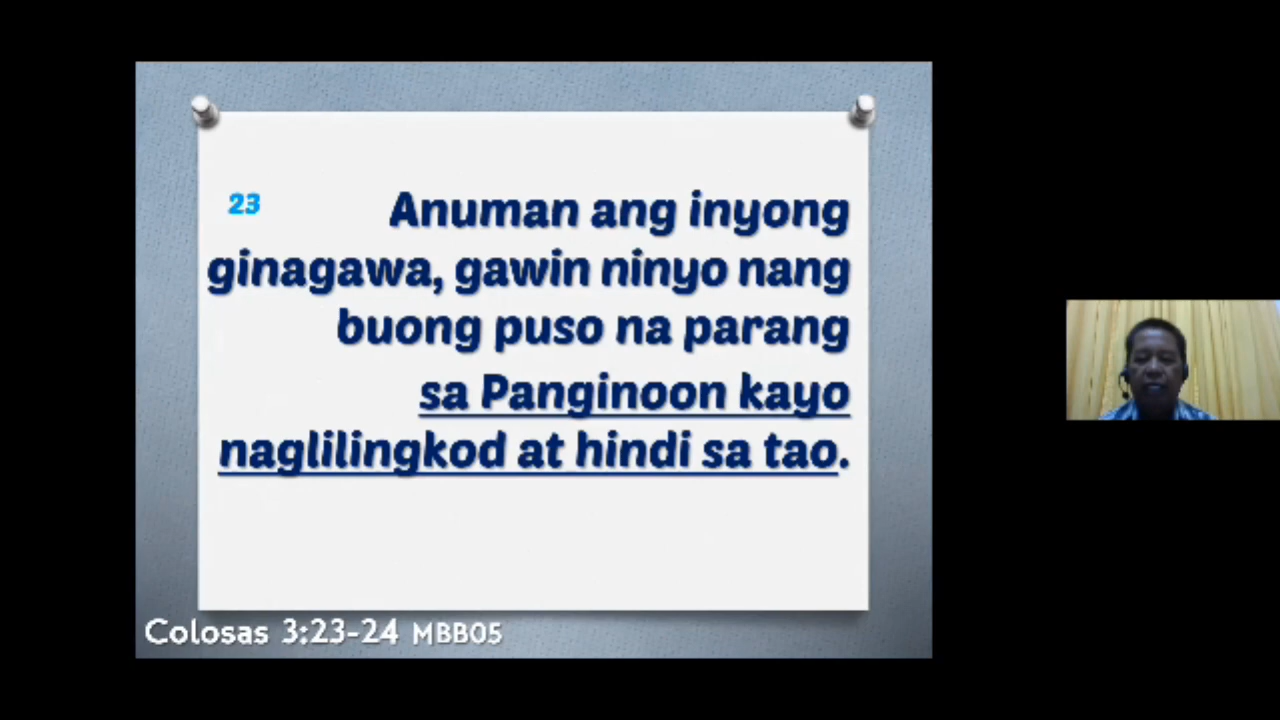 23 Anuman ang inyong
ginagawa, gawin ninyo nang
buong puso na parang
sa Panginoon kayo
naglilingkod at hindi sa tao.
Colosas 3:23-24 MBB05